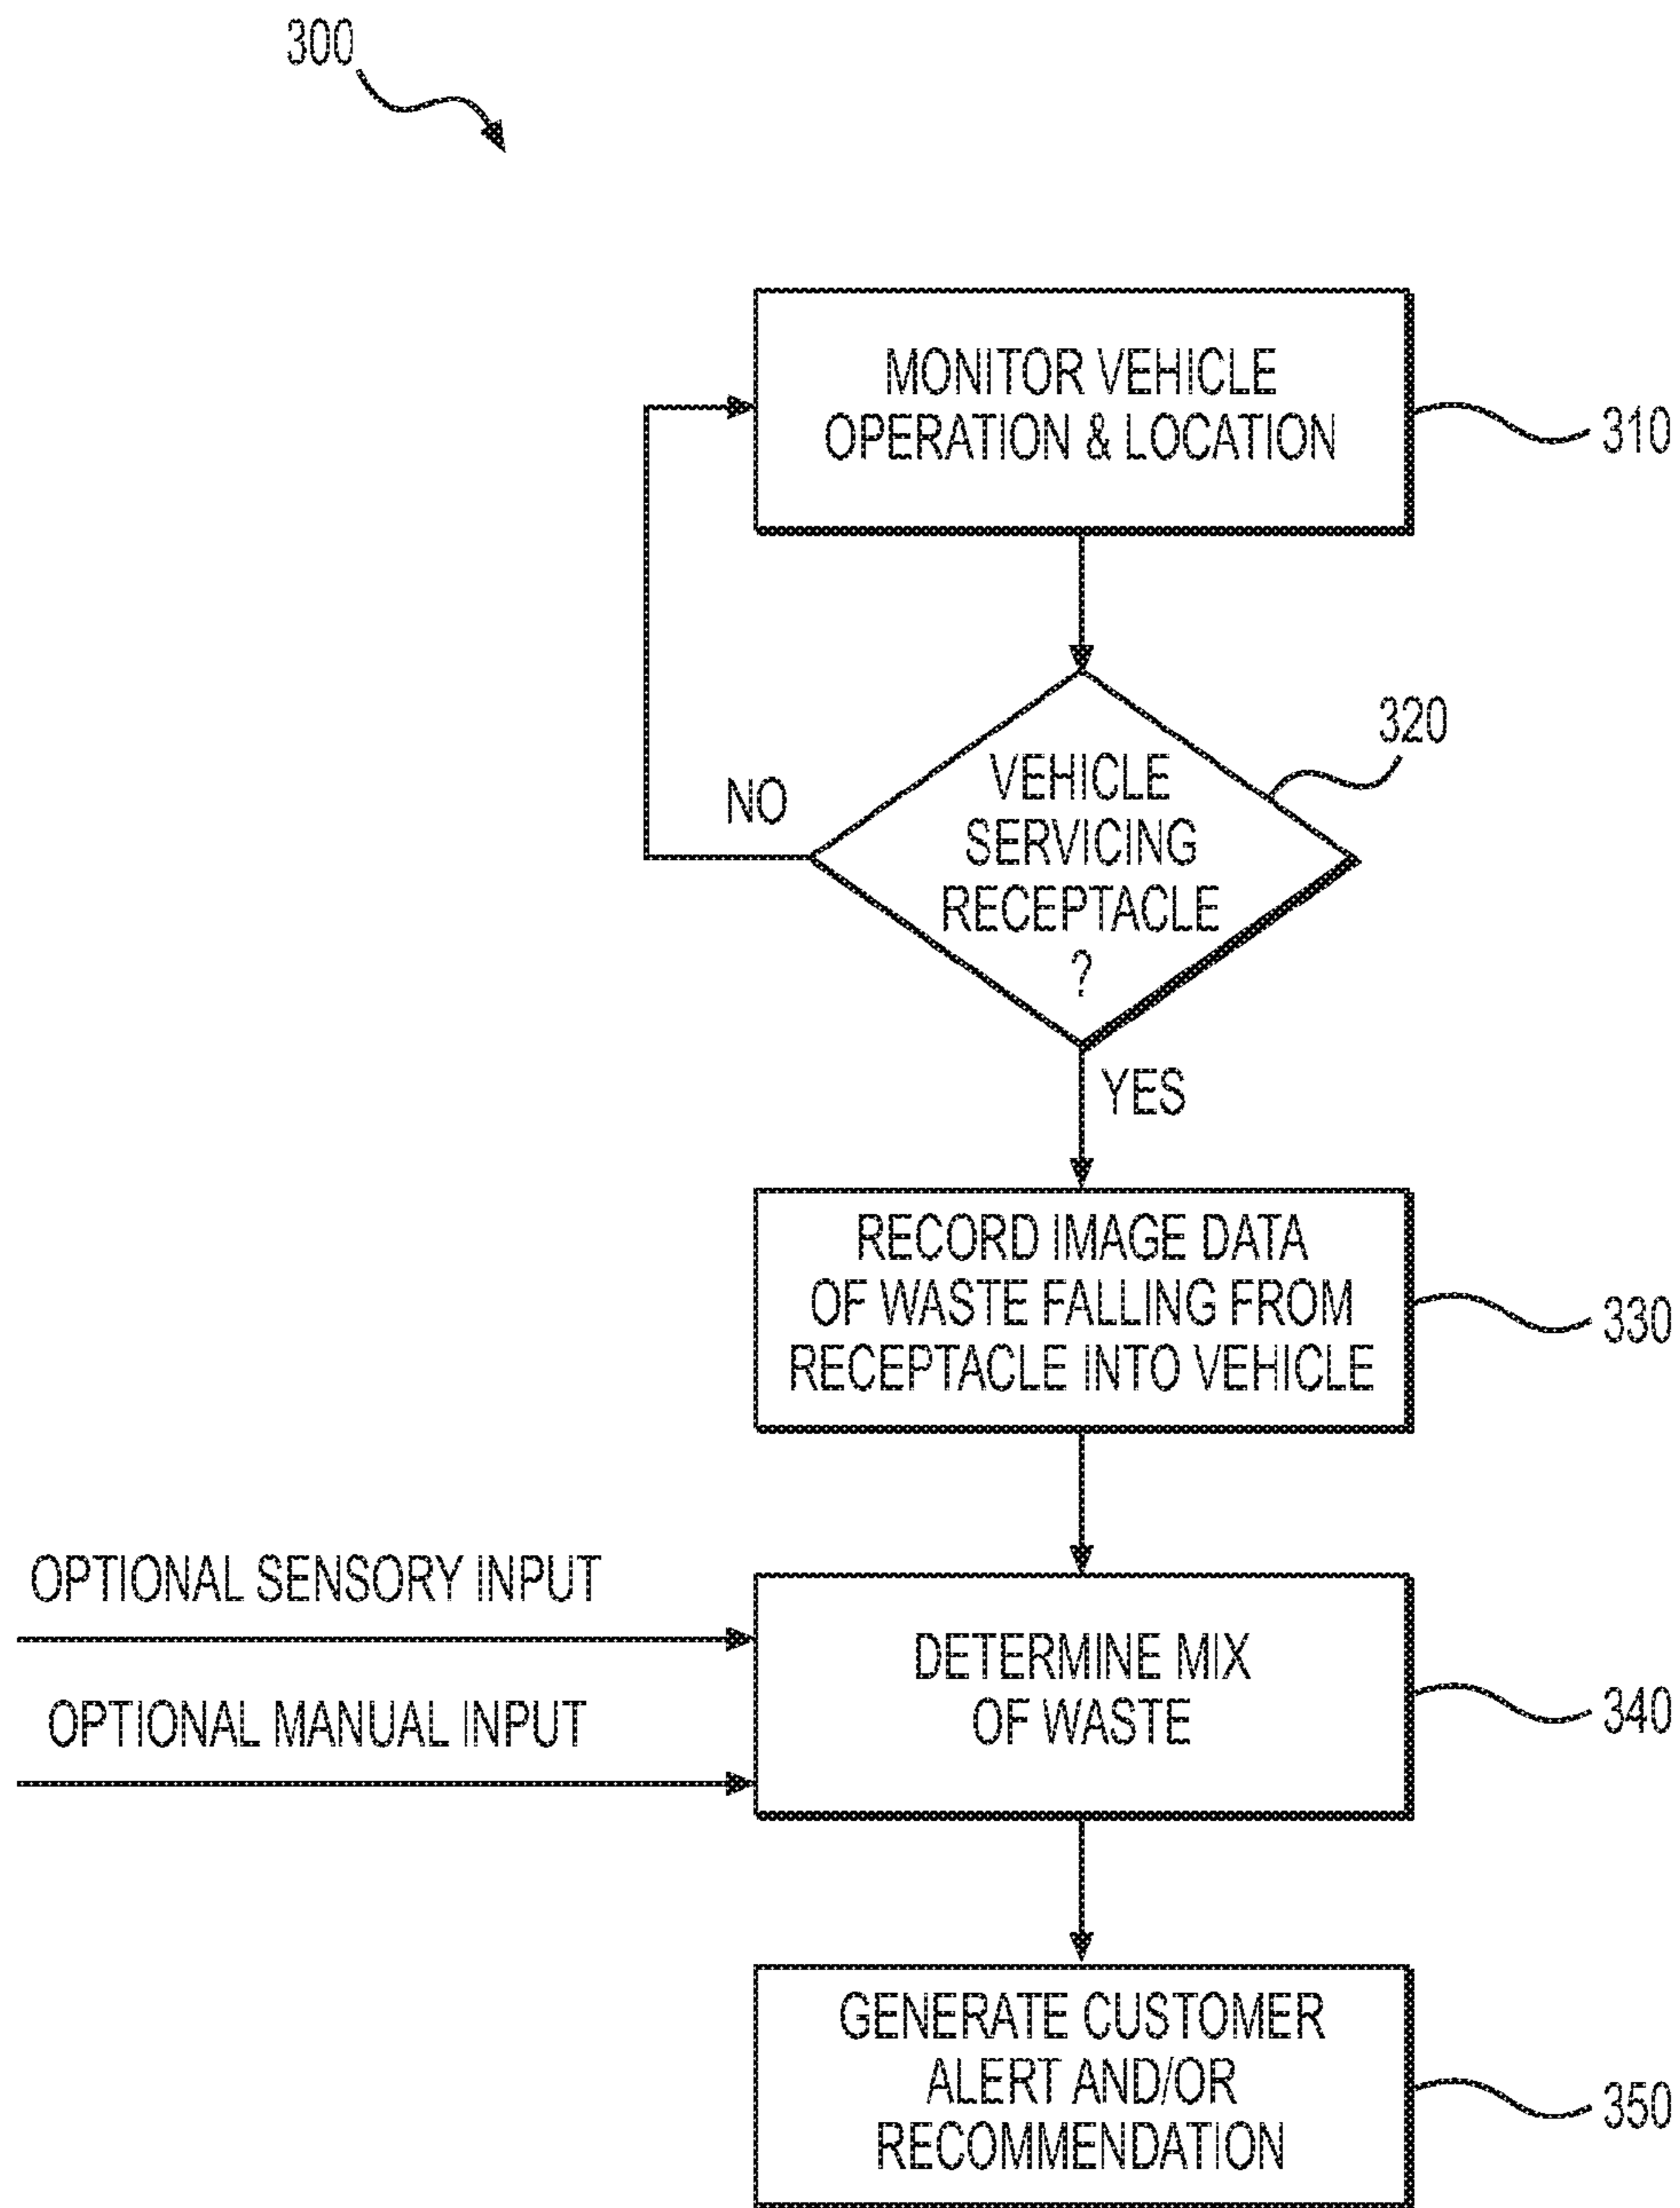 300
MONITOR VEHICLE
OPERATION & LOCATION
310
320
VEHICLE
SERVICING
RECEPTACLE
?
NO
YES
RECORD IMAGE DATA
OF WASTE FALLING FROM
RECEPTACLE INTO VEHICLE
330
OPTIONAL SENSORY INPUT
OPTIONAL MANUAL INPUT
DETERMINE MIX
OF WASTE
340
GENERATE CUSTOMER
ALERT AND/OR
RECOMMENDATION
350